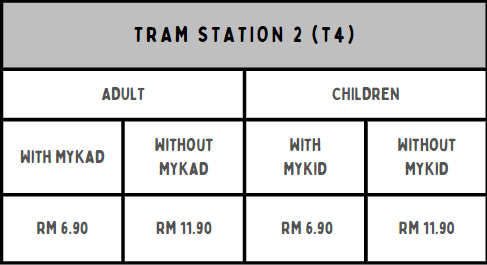 TRAM STATION 2 (T4)
ADULT
CHILDREN
WITH MYKAD
WITHOUT
MYKAD
WITH
MYKID
WITHOUT
MYKID
RM 6.90
RM 11.90
RM 6.90
RM 11.90